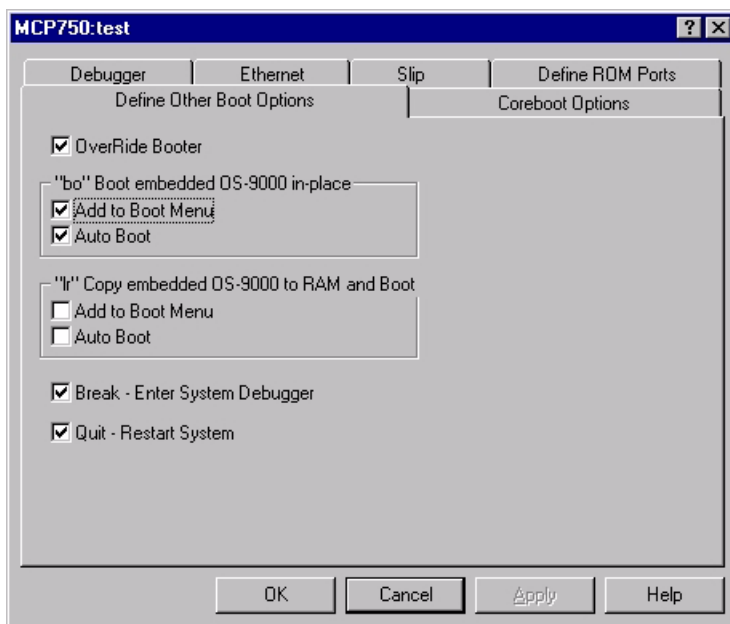 MCP750:test
Debugger Ethernet Slip Define ROM Ports
Define Other Boot Options Coreboot Options
OverRide Booter
"bo" Boot embedded OS-9000 in-place
Add to Boot Menu
Auto Boot
"lr" Copy embedded OS-9000 to RAM and Boot
Add to Boot Menu
Auto Boot
Break - Enter System Debugger
Quit - Restart System
OK Cancel Apply Help